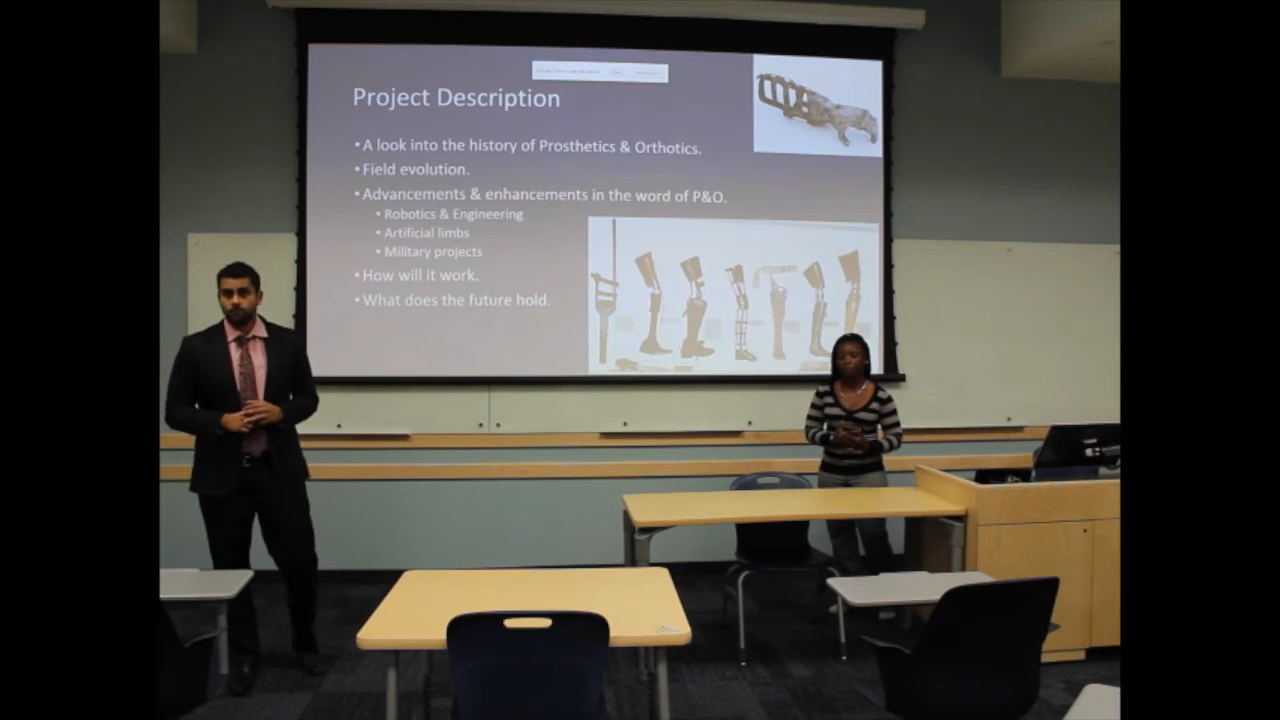 Project Description
• A look into the history of Prosthetics & Orthotics.
• Field evolution.
• Advancements & enhancements in the word of P&O.
• Robotics & Engineering
• Artificial limbs
• Military projects
• How will it work.
• What does the future hold.